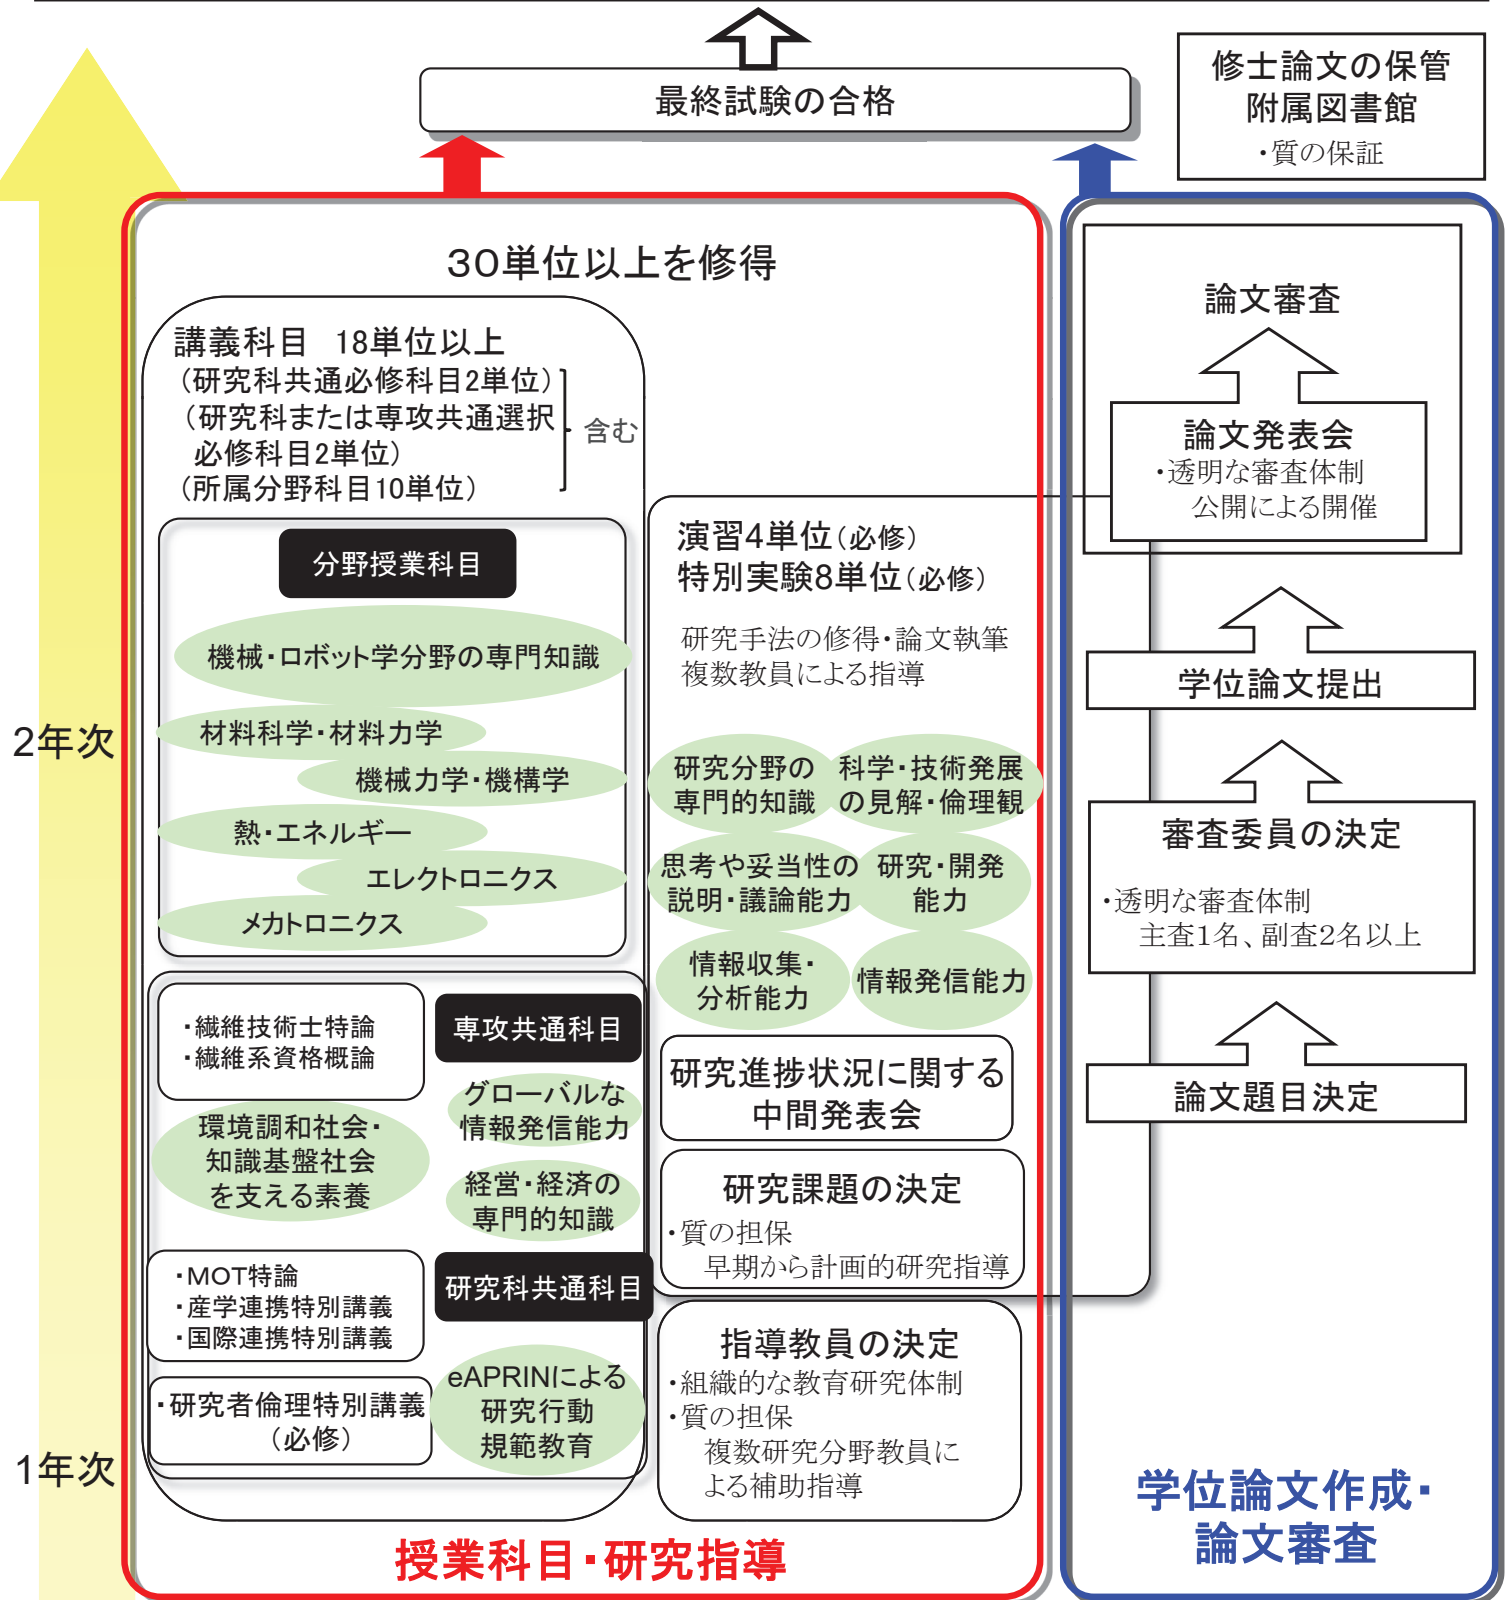 最終試験の合格
修士論文の保管
附属図書館
・質の保証
30単位以上を修得
講義科目 18単位以上
(研究科共通必修科目2単位)
(研究科または専攻共通選択
必修科目2単位)
(所属分野科目10単位)
含む
分野授業科目
機械・ロボット学分野の専門知識
材料科学・材料力学
機械力学・機構学
熱・エネルギー
エレクトロニクス
メカトロニクス
・繊維技術士特論
・繊維系資格概論
専攻共通科目
グローバルな
情報発信能力
環境調和社会・
知識基盤社会
を支える素養
経営・経済の
専門的知識
・MOT特論
・産学連携特別講義
・国際連携特別講義
研究科共通科目
・研究者倫理特別講義
(必修)
eAPRINによる
研究行動
規範教育
演習4単位(必修)
特別実験8単位(必修)
研究手法の修得・論文執筆
複数教員による指導
研究分野の
専門的知識
科学・技術発展
の見解・倫理観
思考や妥当性の
説明・議論能力
研究・開発
能力
情報収集・
分析能力
情報発信能力
研究進捗状況に関する
中間発表会
研究課題の決定
・質の担保
早期から計画的研究指導
指導教員の決定
・組織的な教育研究体制
・質の担保
複数研究分野教員に
よる補助指導
授業科目・研究指導
論文審査
論文発表会
・透明な審査体制
公開による開催
学位論文提出
審査委員の決定
・透明な審査体制
主査1名、副査2名以上
論文題目決定
学位論文作成・
論文審査
2年次
1年次